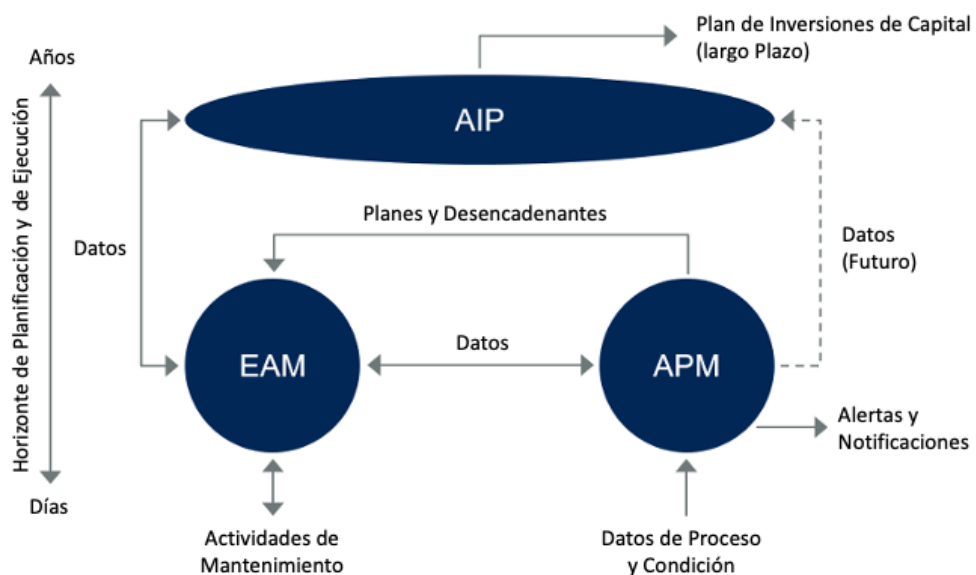 Plan de Inversiones de Capital
(largo Plazo)
Años
AIP
Horizonte de Planificación y de Ejecución
Planes y Desencadenantes
Datos
Datos
(Futuro)
EAM
Datos
APM
Alertas y
Notificaciones
Días
Actividades de
Mantenimiento
Datos de Proceso
y Condición